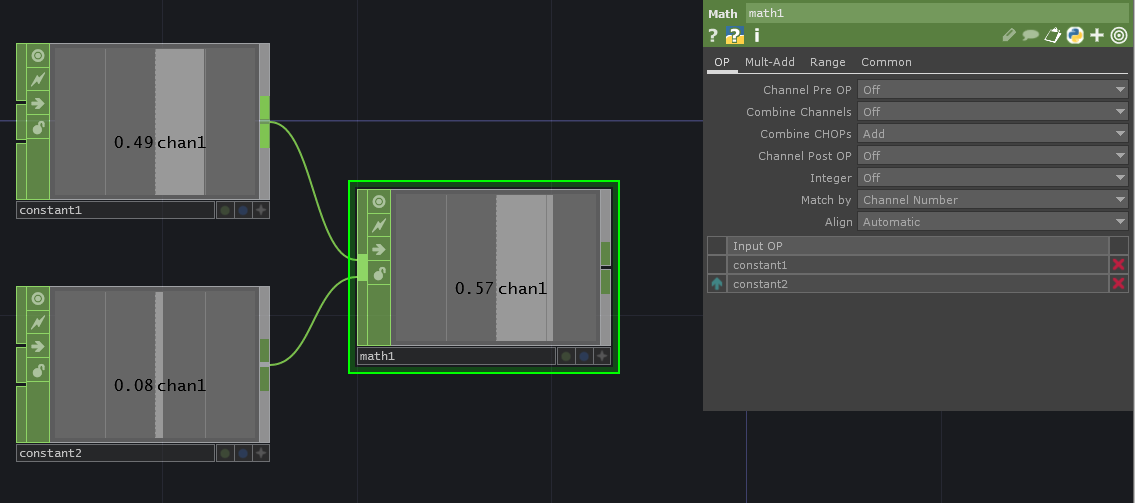 0.49 chan1
constant1
0.08 chan1
constant2
0.57 chan1
math1
Math math1
? ? i
OP Mult-Add Range Common
Channel Pre OP Off
Combine Channels Off
Combine CHOPs Add
Channel Post OP Off
Integer Off
Match by Channel Number
Align Automatic
Input OP
constant1
constant2